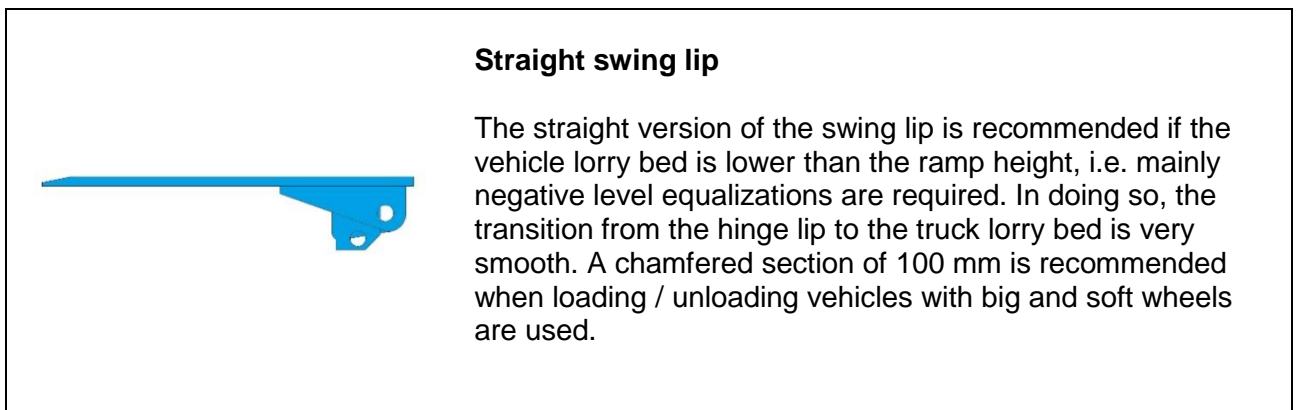 Straight swing lip
The straight version of the swing lip is recommended if the
vehicle lorry bed is lower than the ramp height, i.e. mainly
negative level equalizations are required. In doing so, the
transition from the hinge lip to the truck lorry bed is very
smooth. A chamfered section of 100 mm is recommended
when loading / unloading vehicles with big and soft wheels
are used.